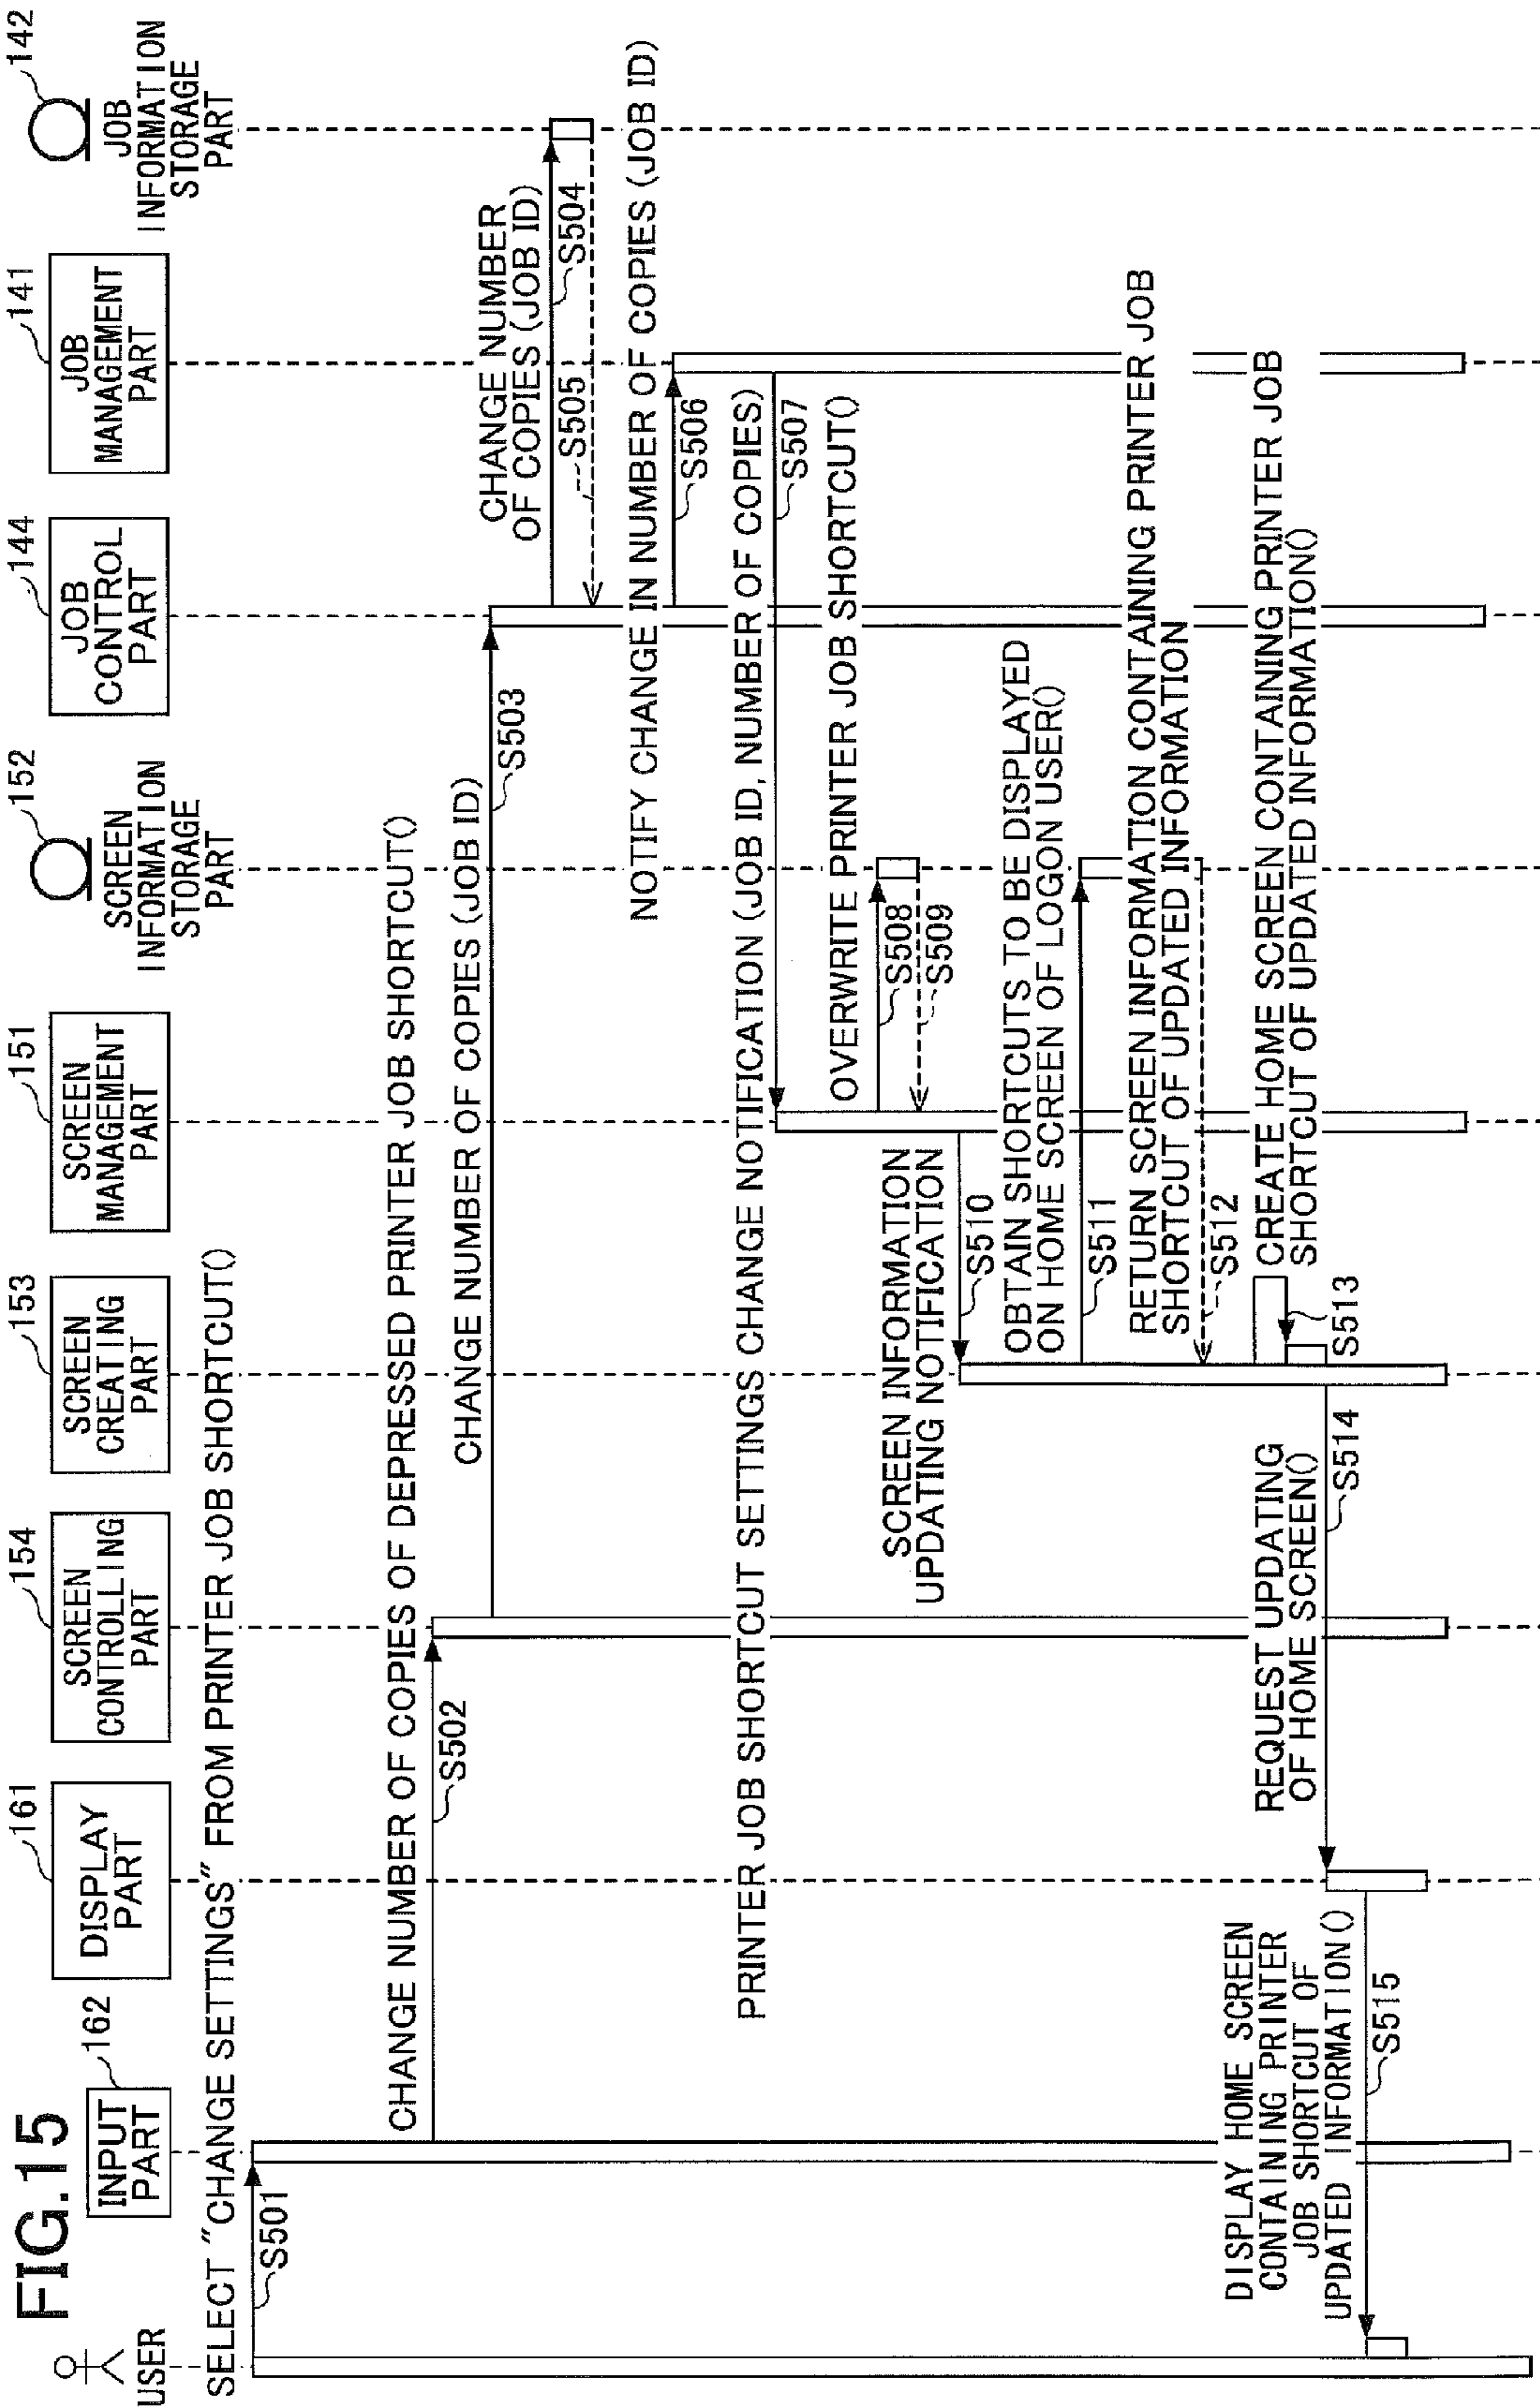 FIG.15
USER
INPUT
PART
162
DISPLAY
PART
161
SCREEN
CONTROLLING
PART
154
SCREEN
CREATING
PART
153
SCREEN
MANAGEMENT
PART
151
SCREEN
INFORMATION
STORAGE
PART
152
JOB
CONTROL
PART
144
JOB
MANAGEMENT
PART
141
JOB
INFORMATION
STORAGE
PART
142
SELECT "CHANGE SETTINGS" FROM PRINTER JOB SHORTCUT()
S501
CHANGE NUMBER OF COPIES OF DEPRESSED PRINTER JOB SHORTCUT()
S502
CHANGE NUMBER OF COPIES (JOB ID)
S503
CHANGE NUMBER
OF COPIES (JOB ID)
S504
S505
NOTIFY CHANGE IN NUMBER OF COPIES (JOB ID)
S506
PRINTER JOB SHORTCUT SETTINGS CHANGE NOTIFICATION (JOB ID, NUMBER OF COPIES)
S507
OVERWRITE PRINTER JOB SHORTCUT()
S508
S509
SCREEN INFORMATION
UPDATING NOTIFICATION
S510
OBTAIN SHORTCUTS TO BE DISPLAYED
ON HOME SCREEN OF LOGON USER()
S511
RETURN SCREEN INFORMATION CONTAINING PRINTER JOB
SHORTCUT OF UPDATED INFORMATION
S512
CREATE HOME SCREEN CONTAINING PRINTER JOB
SHORTCUT OF UPDATED INFORMATION()
S513
REQUEST UPDATING
OF HOME SCREEN()
S514
DISPLAY HOME SCREEN
CONTAINING PRINTER
JOB SHORTCUT OF
UPDATED INFORMATION()
S515